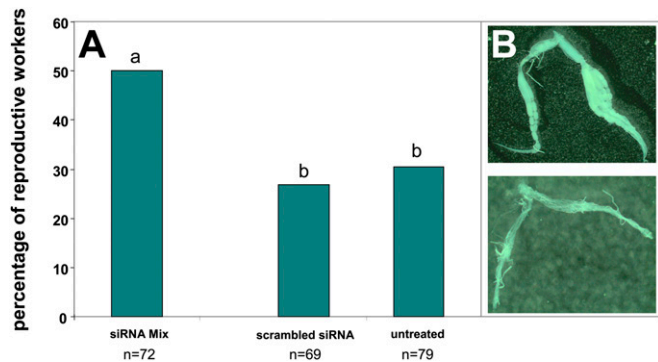 A
B
percentage of reproductive workers
60
50
40
30
20
10
0
a
b
b
siRNA Mix
scrambled siRNA
untreated
n=72
n=69
n=79